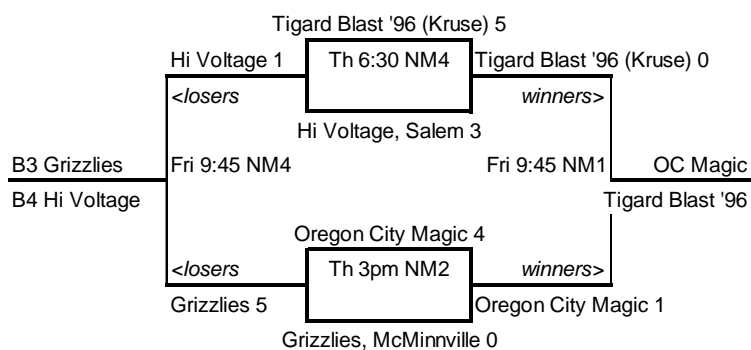 Tigard Blast '96 (Kruse) 5
Hi Voltage 1
Th 6:30 NM4
Tigard Blast '96 (Kruse) 0
<losers
winners>
Hi Voltage, Salem 3
B3 Grizzlies
Fri 9:45 NM4
Fri 9:45 NM1
OC Magic
B4 Hi Voltage
Tigard Blast '96
Oregon City Magic 4
<losers
Th 3pm NM2
winners>
Grizzlies 5
Oregon City Magic 1
Grizzlies, McMinnville 0